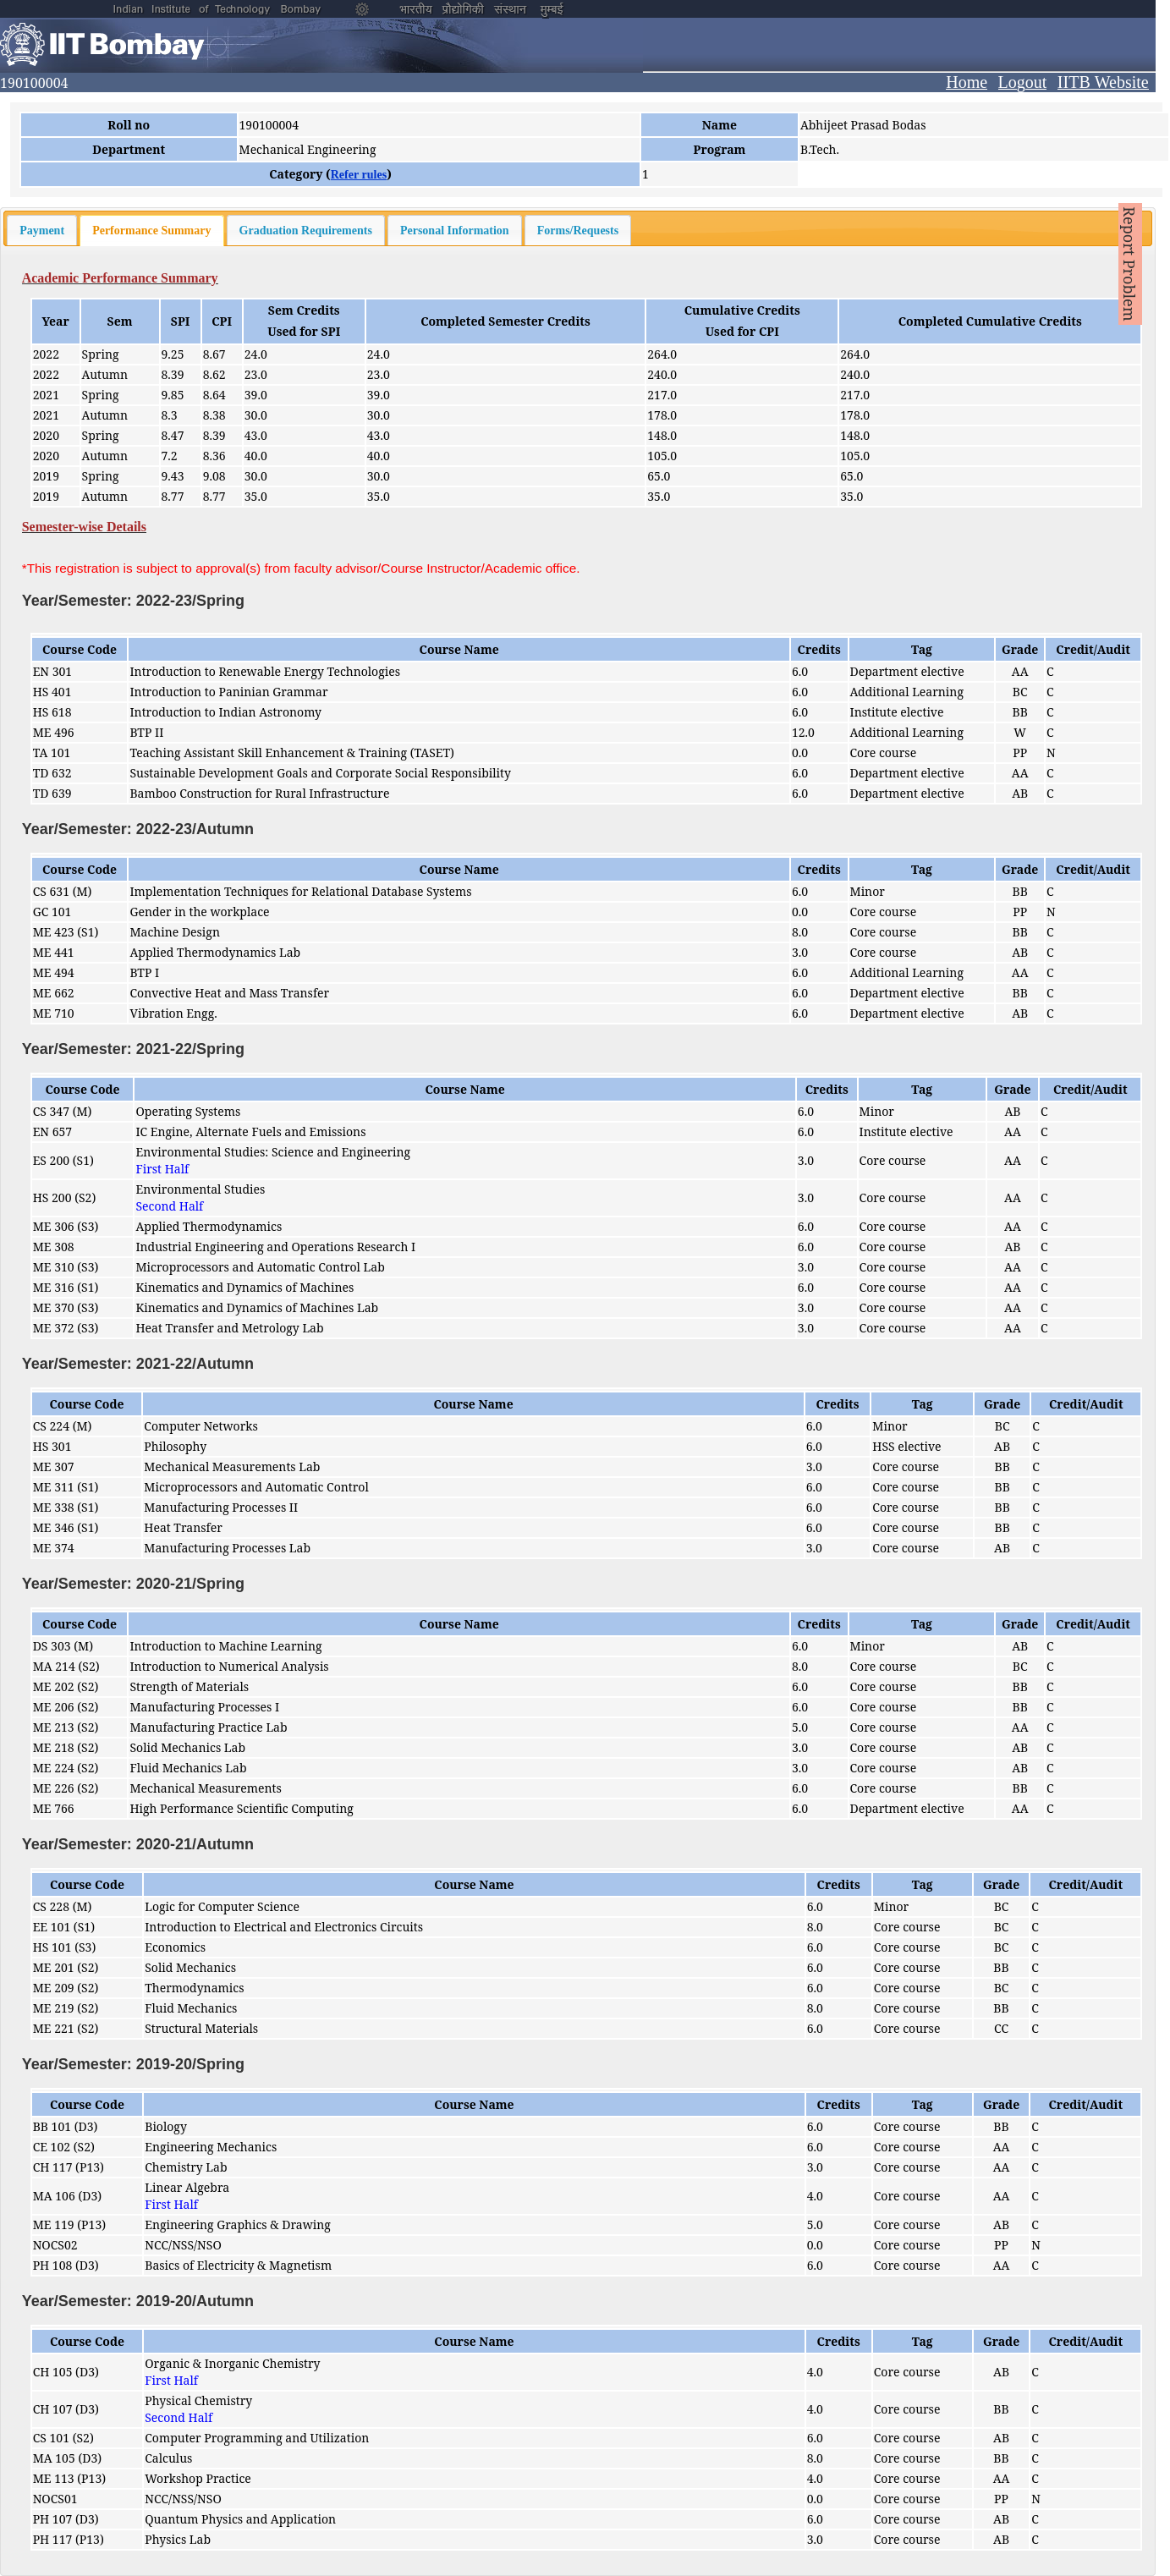 Indian Institute of Technology Bombay भारतीय प्रौद्योगिकी संस्थान मुम्बई
IIT Bombay
190100004 Home Logout IITB Website
Roll no 190100004 Name Abhijeet Prasad Bodas
Department Mechanical Engineering Program B.Tech.
Category (Refer rules) 1
Payment Performance Summary Graduation Requirements Personal Information Forms/Requests
Report Problem
Academic Performance Summary
Year Sem SPI CPI Sem Credits Used for SPI Completed Semester Credits Cumulative Credits Used for CPI Completed Cumulative Credits
2022 Spring 9.25 8.67 24.0 24.0 264.0 264.0
2022 Autumn 8.39 8.62 23.0 23.0 240.0 240.0
2021 Spring 9.85 8.64 39.0 39.0 217.0 217.0
2021 Autumn 8.3 8.38 30.0 30.0 178.0 178.0
2020 Spring 8.47 8.39 43.0 43.0 148.0 148.0
2020 Autumn 7.2 8.36 40.0 40.0 105.0 105.0
2019 Spring 9.43 9.08 30.0 30.0 65.0 65.0
2019 Autumn 8.77 8.77 35.0 35.0 35.0 35.0
Semester-wise Details
*This registration is subject to approval(s) from faculty advisor/Course Instructor/Academic office.
Year/Semester: 2022-23/Spring
Course Code Course Name Credits Tag Grade Credit/Audit
EN 301 Introduction to Renewable Energy Technologies 6.0 Department elective AA C
HS 401 Introduction to Paninian Grammar 6.0 Additional Learning BC C
HS 618 Introduction to Indian Astronomy 6.0 Institute elective BB C
ME 496 BTP II 12.0 Additional Learning W C
TA 101 Teaching Assistant Skill Enhancement & Training (TASET) 0.0 Core course PP N
TD 632 Sustainable Development Goals and Corporate Social Responsibility 6.0 Department elective AA C
TD 639 Bamboo Construction for Rural Infrastructure 6.0 Department elective AB C
Year/Semester: 2022-23/Autumn
Course Code Course Name Credits Tag Grade Credit/Audit
CS 631 (M) Implementation Techniques for Relational Database Systems 6.0 Minor BB C
GC 101 Gender in the workplace 0.0 Core course PP N
ME 423 (S1) Machine Design 8.0 Core course BB C
ME 441 Applied Thermodynamics Lab 3.0 Core course AB C
ME 494 BTP I 6.0 Additional Learning AA C
ME 662 Convective Heat and Mass Transfer 6.0 Department elective BB C
ME 710 Vibration Engg. 6.0 Department elective AB C
Year/Semester: 2021-22/Spring
Course Code Course Name Credits Tag Grade Credit/Audit
CS 347 (M) Operating Systems 6.0 Minor AB C
EN 657 IC Engine, Alternate Fuels and Emissions 6.0 Institute elective AA C
ES 200 (S1) Environmental Studies: Science and Engineering First Half 3.0 Core course AA C
HS 200 (S2) Environmental Studies Second Half 3.0 Core course AA C
ME 306 (S3) Applied Thermodynamics 6.0 Core course AA C
ME 308 Industrial Engineering and Operations Research I 6.0 Core course AB C
ME 310 (S3) Microprocessors and Automatic Control Lab 3.0 Core course AA C
ME 316 (S1) Kinematics and Dynamics of Machines 6.0 Core course AA C
ME 370 (S3) Kinematics and Dynamics of Machines Lab 3.0 Core course AA C
ME 372 (S3) Heat Transfer and Metrology Lab 3.0 Core course AA C
Year/Semester: 2021-22/Autumn
Course Code Course Name Credits Tag Grade Credit/Audit
CS 224 (M) Computer Networks 6.0 Minor BC C
HS 301 Philosophy 6.0 HSS elective AB C
ME 307 Mechanical Measurements Lab 3.0 Core course BB C
ME 311 (S1) Microprocessors and Automatic Control 6.0 Core course BB C
ME 338 (S1) Manufacturing Processes II 6.0 Core course BB C
ME 346 (S1) Heat Transfer 6.0 Core course BB C
ME 374 Manufacturing Processes Lab 3.0 Core course AB C
Year/Semester: 2020-21/Spring
Course Code Course Name Credits Tag Grade Credit/Audit
DS 303 (M) Introduction to Machine Learning 6.0 Minor AB C
MA 214 (S2) Introduction to Numerical Analysis 8.0 Core course BC C
ME 202 (S2) Strength of Materials 6.0 Core course BB C
ME 206 (S2) Manufacturing Processes I 6.0 Core course BB C
ME 213 (S2) Manufacturing Practice Lab 5.0 Core course AA C
ME 218 (S2) Solid Mechanics Lab 3.0 Core course AB C
ME 224 (S2) Fluid Mechanics Lab 3.0 Core course AB C
ME 226 (S2) Mechanical Measurements 6.0 Core course BB C
ME 766 High Performance Scientific Computing 6.0 Department elective AA C
Year/Semester: 2020-21/Autumn
Course Code Course Name Credits Tag Grade Credit/Audit
CS 228 (M) Logic for Computer Science 6.0 Minor BC C
EE 101 (S1) Introduction to Electrical and Electronics Circuits 8.0 Core course BC C
HS 101 (S3) Economics 6.0 Core course BC C
ME 201 (S2) Solid Mechanics 6.0 Core course BB C
ME 209 (S2) Thermodynamics 6.0 Core course BC C
ME 219 (S2) Fluid Mechanics 8.0 Core course BB C
ME 221 (S2) Structural Materials 6.0 Core course CC C
Year/Semester: 2019-20/Spring
Course Code Course Name Credits Tag Grade Credit/Audit
BB 101 (D3) Biology 6.0 Core course BB C
CE 102 (S2) Engineering Mechanics 6.0 Core course AA C
CH 117 (P13) Chemistry Lab 3.0 Core course AA C
MA 106 (D3) Linear Algebra First Half 4.0 Core course AA C
ME 119 (P13) Engineering Graphics & Drawing 5.0 Core course AB C
NOCS02 NCC/NSS/NSO 0.0 Core course PP N
PH 108 (D3) Basics of Electricity & Magnetism 6.0 Core course AA C
Year/Semester: 2019-20/Autumn
Course Code Course Name Credits Tag Grade Credit/Audit
CH 105 (D3) Organic & Inorganic Chemistry First Half 4.0 Core course AB C
CH 107 (D3) Physical Chemistry Second Half 4.0 Core course BB C
CS 101 (S2) Computer Programming and Utilization 6.0 Core course AB C
MA 105 (D3) Calculus 8.0 Core course BB C
ME 113 (P13) Workshop Practice 4.0 Core course AA C
NOCS01 NCC/NSS/NSO 0.0 Core course PP N
PH 107 (D3) Quantum Physics and Application 6.0 Core course AB C
PH 117 (P13) Physics Lab 3.0 Core course AB C